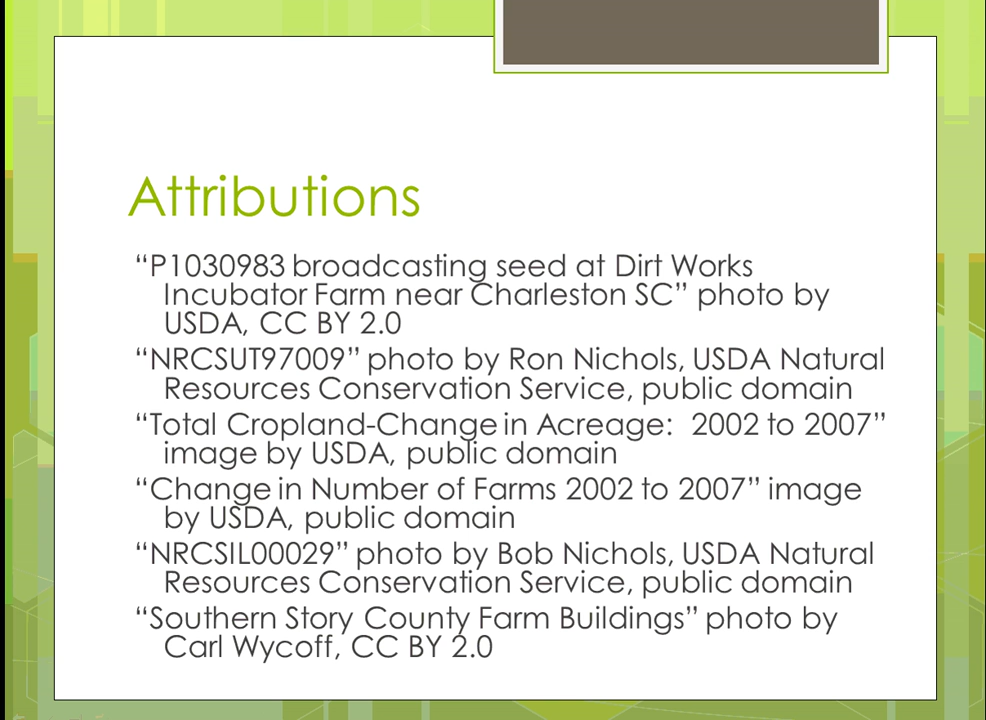 Attributions
“P1030983 broadcasting seed at Dirt Works
Incubator Farm near Charleston SC” photo by
USDA, CC BY 2.0
“NRCSUT97009” photo by Ron Nichols, USDA Natural
Resources Conservation Service, public domain
“Total Cropland-Change in Acreage:  2002 to 2007”
image by USDA, public domain
“Change in Number of Farms 2002 to 2007” image
by USDA, public domain
“NRCSIL00029” photo by Bob Nichols, USDA Natural
Resources Conservation Service, public domain
“Southern Story County Farm Buildings” photo by
Carl Wycoff, CC BY 2.0